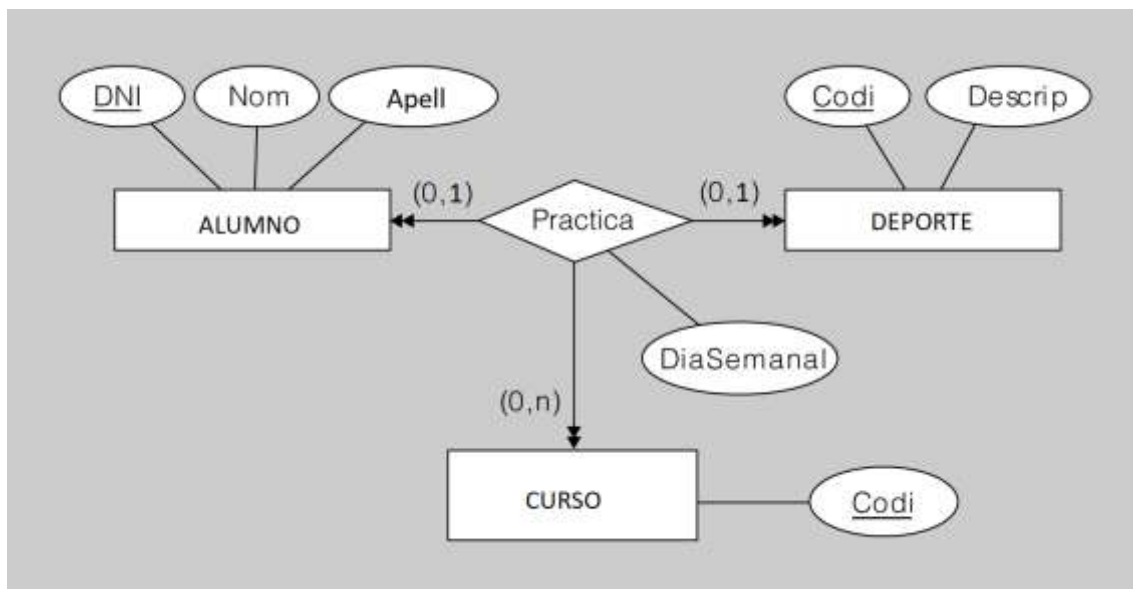 DNI Nom Apell
Codi Descrip
(0,1) (0,1)
ALUMNO Practica DEPORTE
DiaSemanal
(0,n)
CURSO
Codi